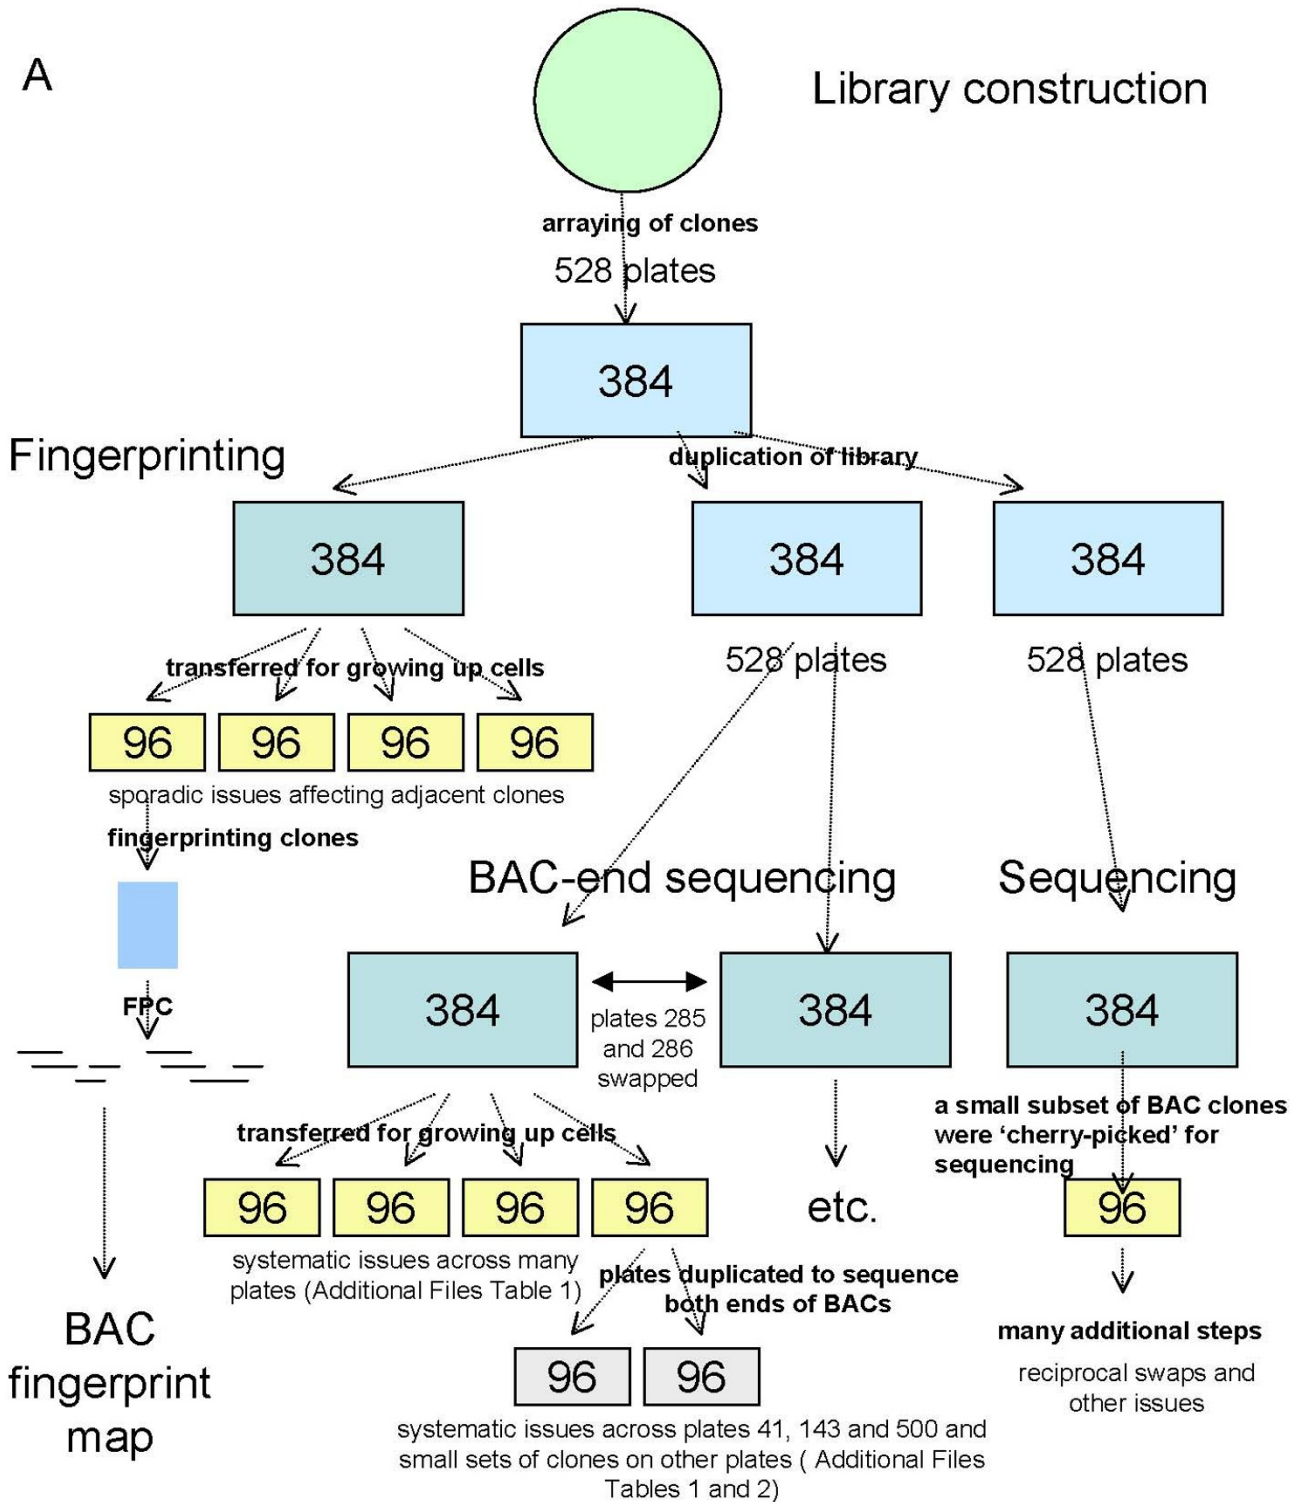 A
Library construction
arraying of clones
528 plates
384
Fingerprinting
duplication of library
384
384
384
transferred for growing up cells
528 plates
528 plates
96
96
96
96
sporadic issues affecting adjacent clones
fingerprinting clones
BAC-end sequencing
Sequencing
384
plates 285
and 286
swapped
384
384
FPC
a small subset of BAC clones
were ‘cherry-picked’ for
sequencing
transferred for growing up cells
96
96
96
96
etc.
96
systematic issues across many
plates (Additional Files Table 1)
plates duplicated to sequence
both ends of BACs
BAC
fingerprint
map
many additional steps
reciprocal swaps and
other issues
96
96
systematic issues across plates 41, 143 and 500 and
small sets of clones on other plates ( Additional Files
Tables 1 and 2)